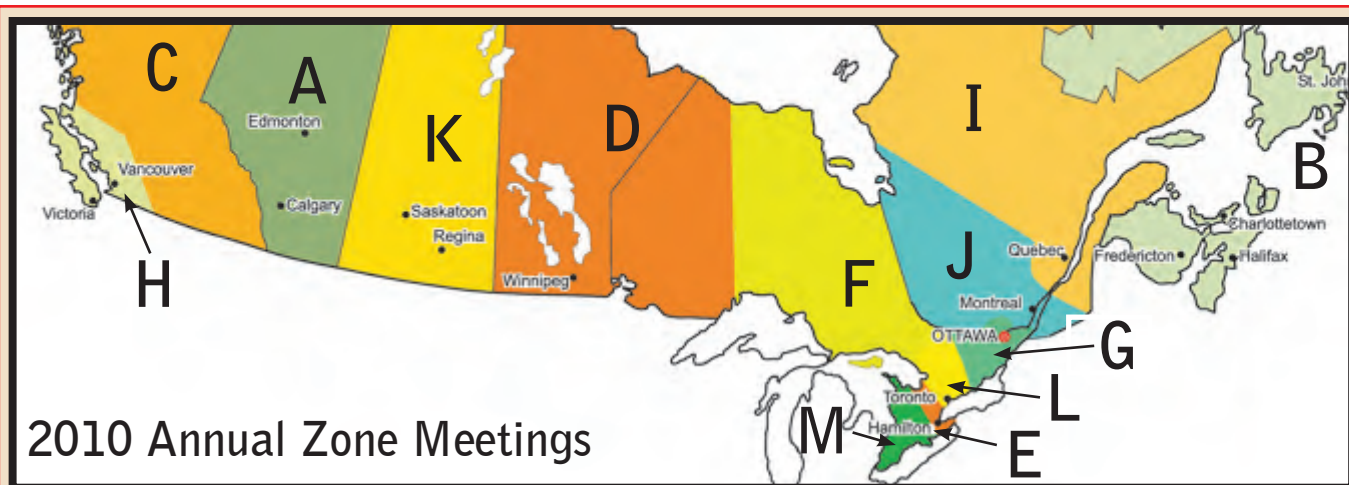 C
A
K
D
I
B
St. Joh
Edmonton
Vancouver
Victoria
Calgary
Saskatoon
Regina
Winnipeg
H
F
J
Quebec
Montreal
OTTAWA
Charlottetown
Fredericton
Halifax
G
L
Toronto
Hamilton
M
E
2010 Annual Zone Meetings